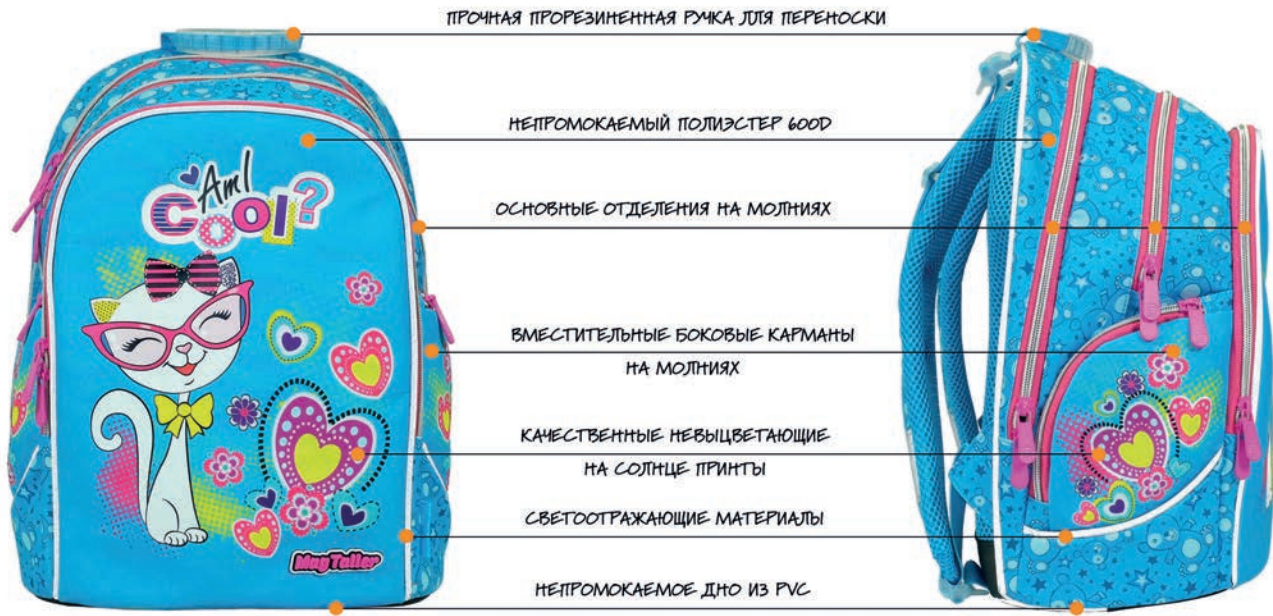 ПРОЧНАЯ ПРОРЕЗИНЕННАЯ РУЧКА ДЛЯ ПЕРЕНОСКИ
НЕПРОМОКАЕМЫЙ ПОЛИЭСТЕР 600D
Am I
Cool?
ОСНОВНЫЕ ОТДЕЛЕНИЯ НА МОЛНИЯХ
ВМЕСТИТЕЛЬНЫЕ БОКОВЫЕ КАРМАНЫ
НА МОЛНИЯХ
КАЧЕСТВЕННЫЕ НЕВЫЦВЕТАЮЩИЕ
НА СОЛНЦЕ ПРИНТЫ
СВЕТООТРАЖАЮЩИЕ МАТЕРИАЛЫ
MagTaller
НЕПРОМОКАЕМОЕ ДНО ИЗ PVC